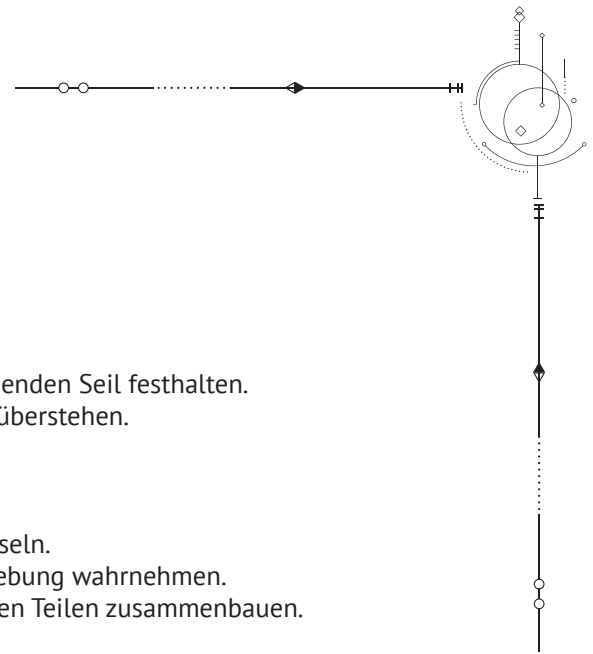 enden Seil festhalten.
überstehen.
seln.
ebung wahrnehmen.
en Teilen zusammenbauen.